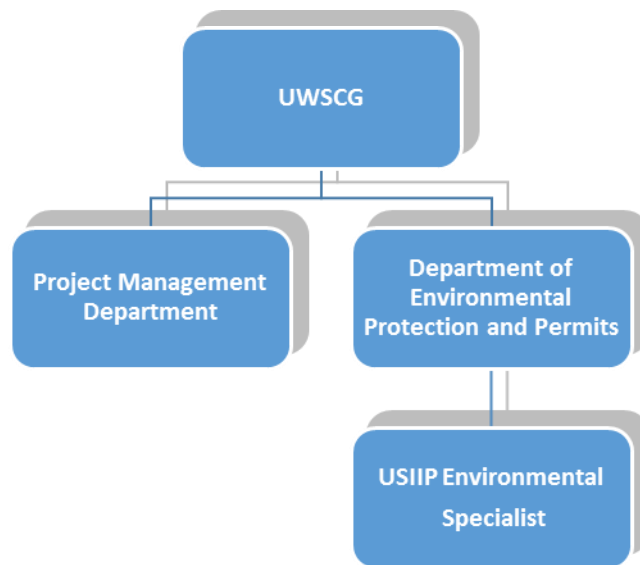 UWSCG
Project Management
Department
Department of
Environmental
Protection and Permits
USIIP Environmental
Specialist